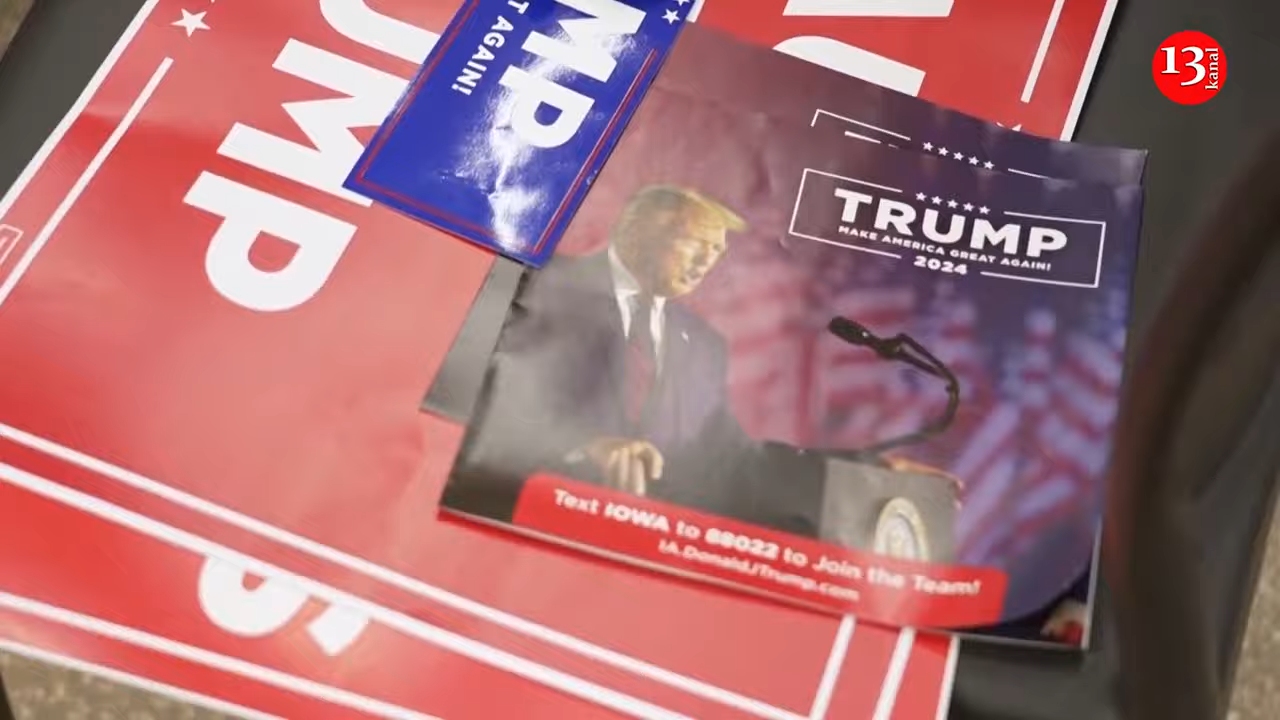 UMP
MP
T AGAIN!
TRUMP
MAKE AMERICA GREAT AGAIN!
2024
Text IOWA to 88022 to Join the Team!
IA.DonaldJTrump.com
13
kanal